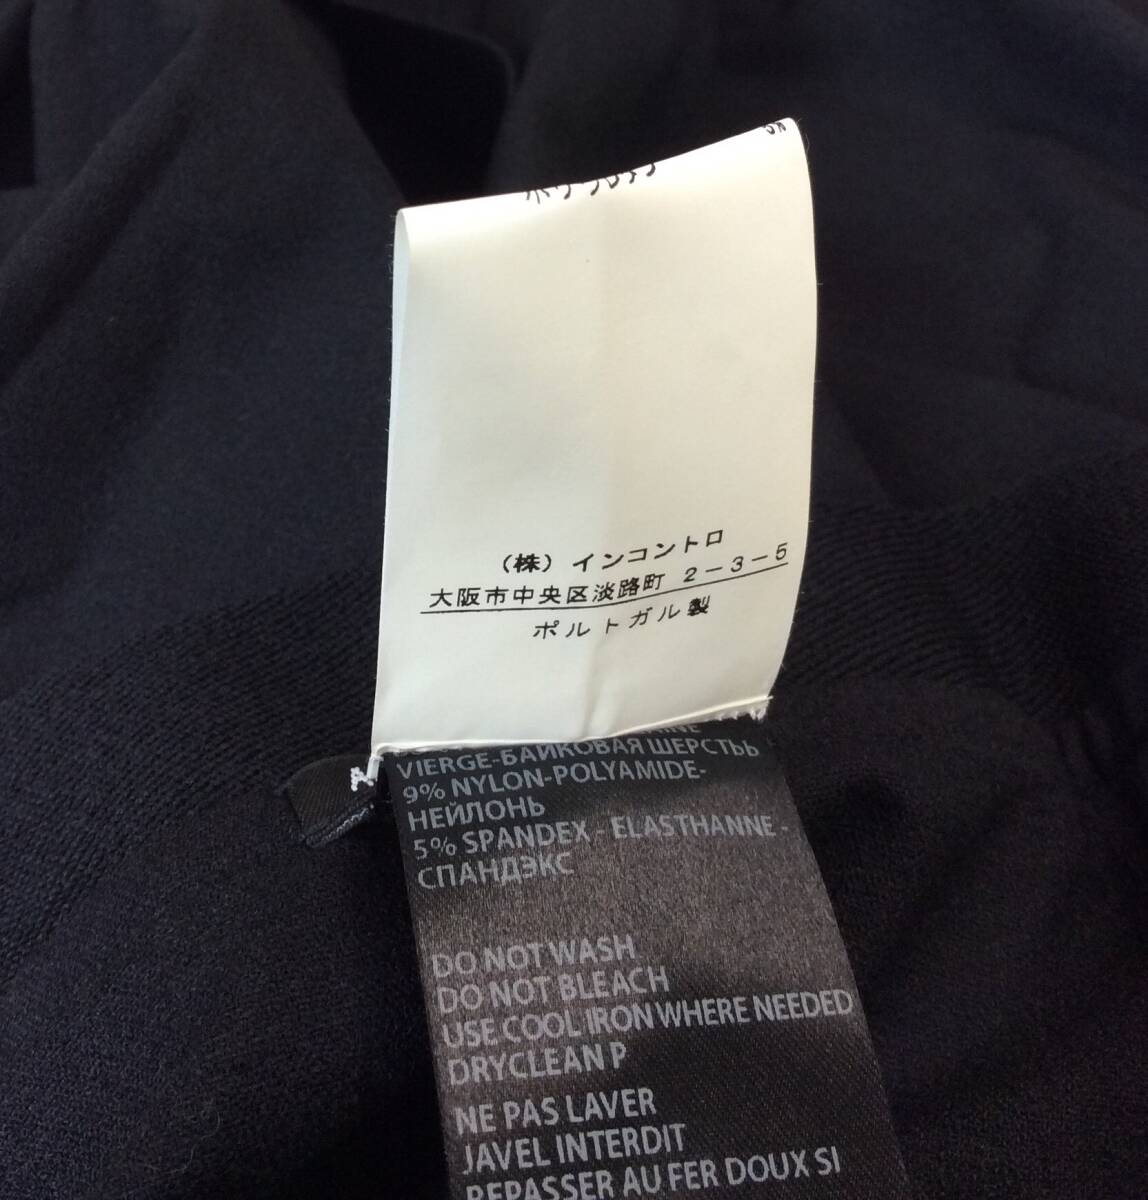 (株)インコントロ
大阪市中央区淡路町 2-3-5
ポルトガル製
VIERGE-БАЙКОВАЯ ШЕРСТЬЬ
9% NYLON-POLYAMIDE-
НЕЙЛОНЬ
5% SPANDEX - ELASTHANNE -
СПАНДЭКС
DO NOT WASH
DO NOT BLEACH
USE COOL IRON WHERE NEEDED
DRYCLEAN P
NE PAS LAVER
JAVEL INTERDIT
REPASSER AU FER DOUX SI